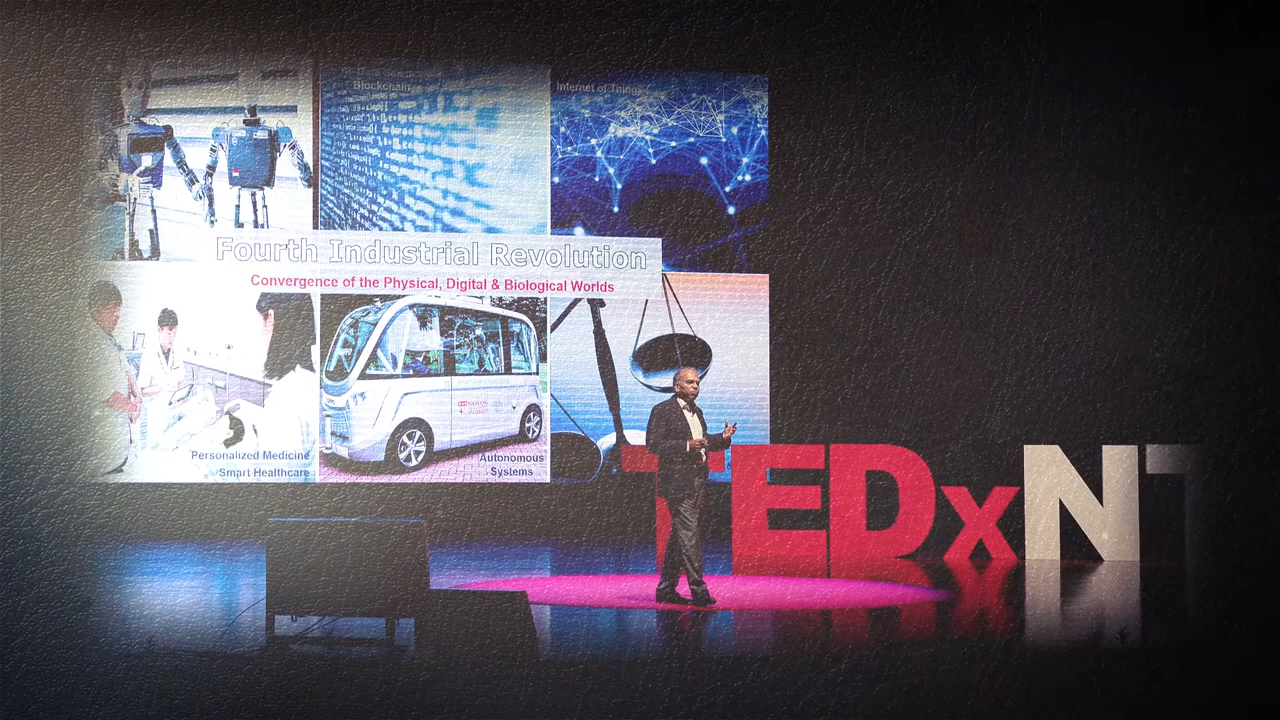 Blockchain
Internet of Things
Fourth Industrial Revolution
Convergence of the Physical, Digital & Biological Worlds
Personalized Medicine
Smart Healthcare
Autonomous
Systems
TEDxNT